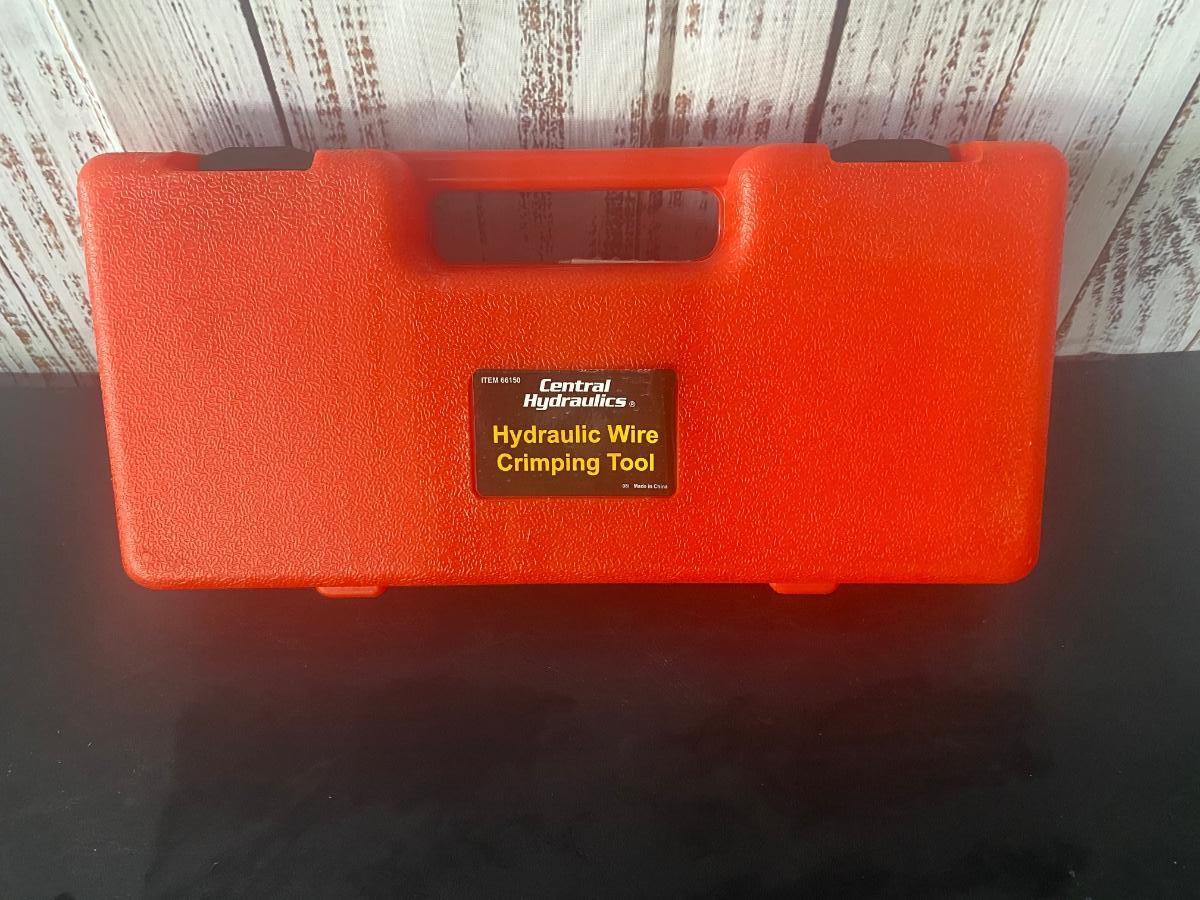 ITEM 66150
Central
Hydraulics ®
Hydraulic Wire
Crimping Tool
Made in China